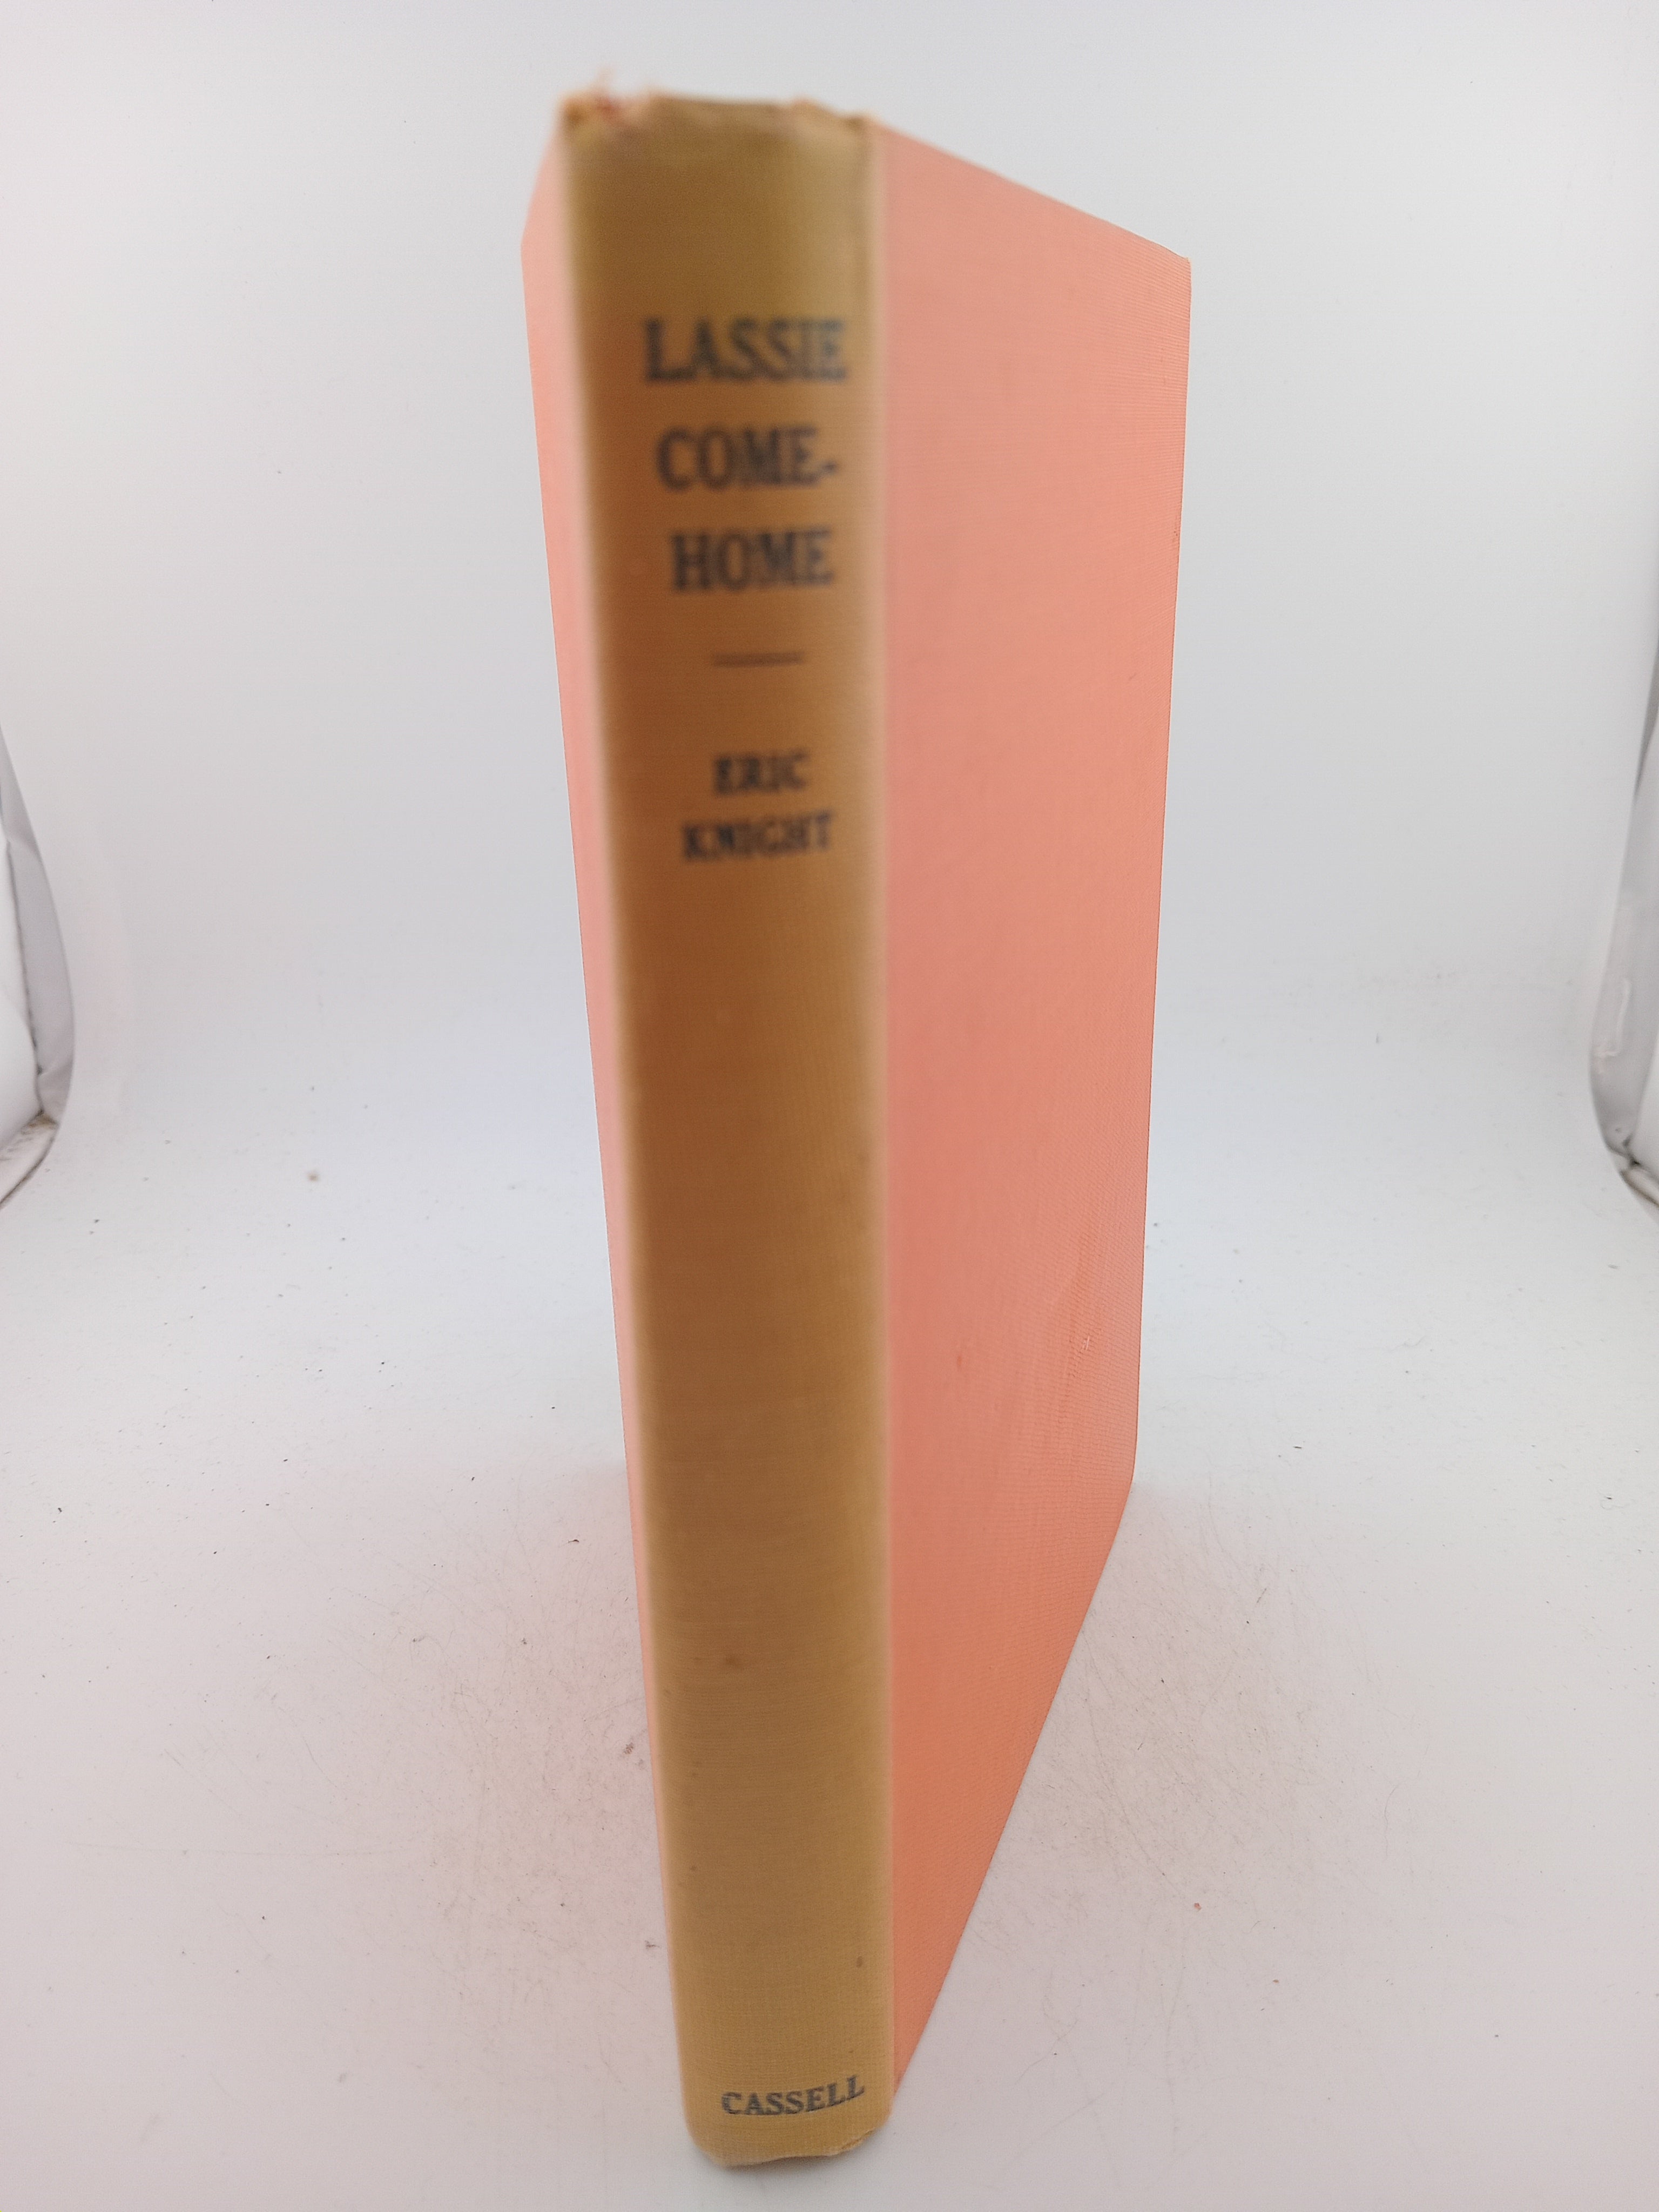 LASSIE
COME-
HOME
ERIC
KNIGHT
CASSELL